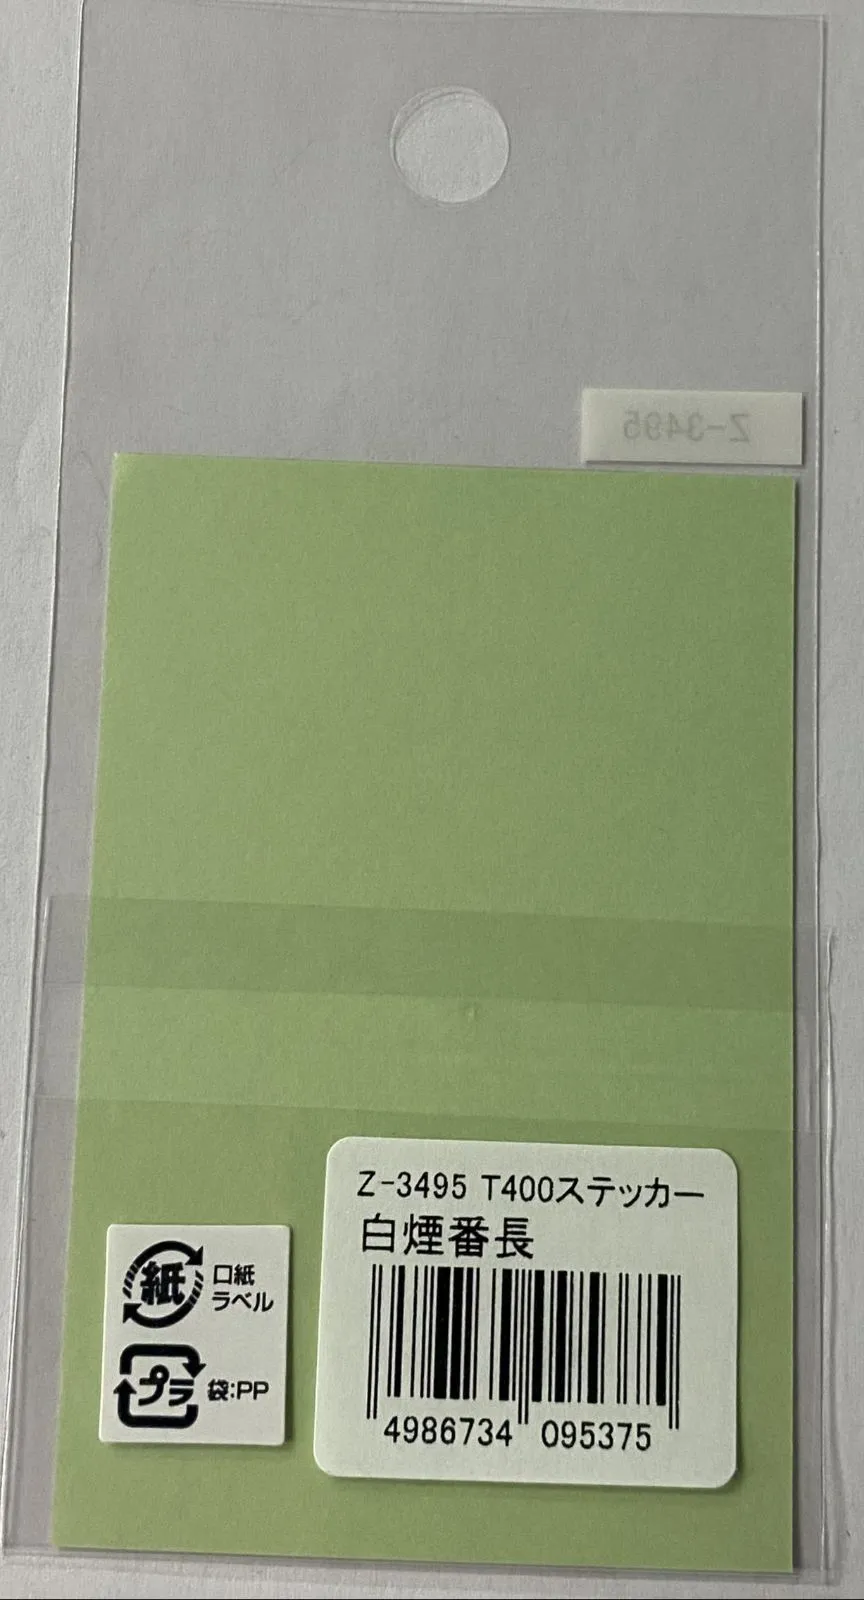 Z-3495
Z-3495 T400ステッカー
白煙番長
4986734 095375
紙
口紙
ラベル
プラ
袋:PP